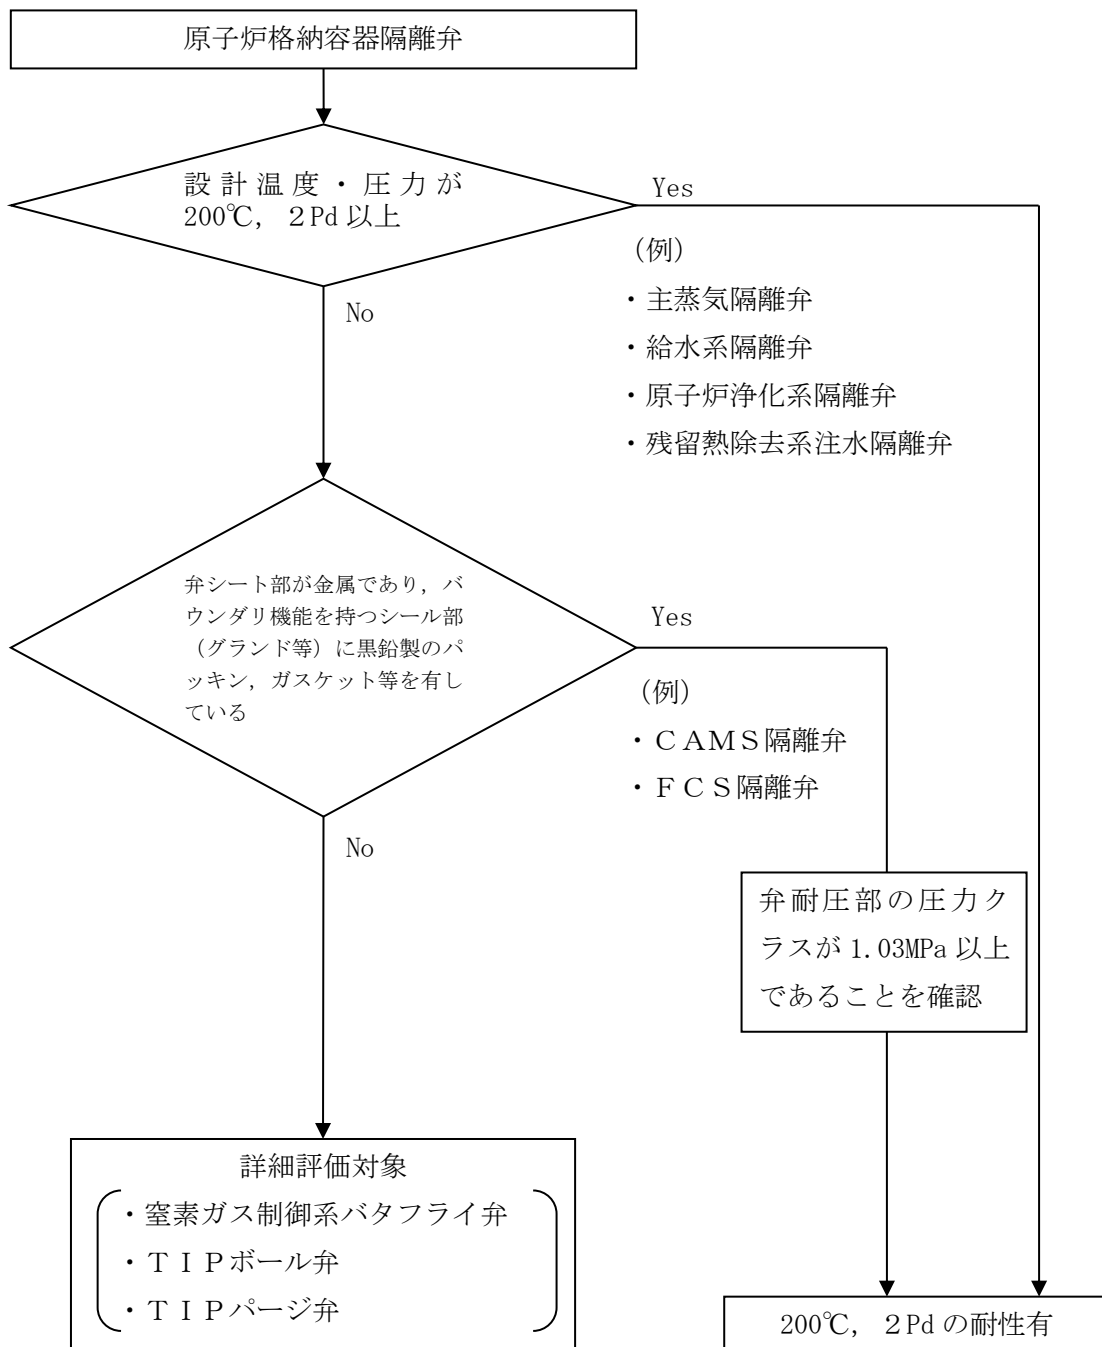 原子炉格納容器隔離弁
設計温度・圧力が
200℃，２Pd 以上
Yes
（例）
・主蒸気隔離弁
・給水系隔離弁
・原子炉浄化系隔離弁
・残留熱除去系注水隔離弁
No
弁シート部が金属であり，バ
ウンダリ機能を持つシール部
（グランド等）に黒鉛製のパ
ッキン，ガスケット等を有し
ている
Yes
（例）
・ＣＡＭＳ隔離弁
・ＦＣＳ隔離弁
No
弁耐圧部の圧力ク
ラスが 1.03MPa 以上
であることを確認
詳細評価対象
・窒素ガス制御系バタフライ弁
・ＴＩＰボール弁
・ＴＩＰパージ弁
200℃，２Pd の耐性有